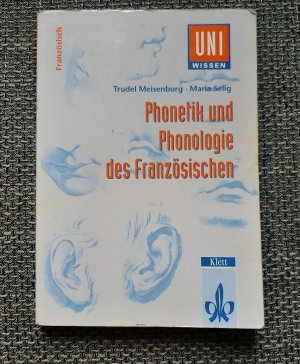 Französisch
UNI
WISSEN
Trudel Meisenburg · Maria Selig
Phonetik und
Phonologie
des Französischen
Klett